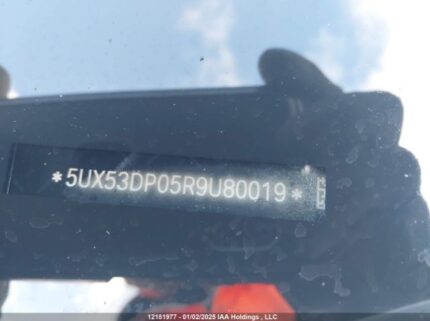 *5UX53DP05R9U80019*
12181977 - 01/02/2025 IAA Holdings, LLC